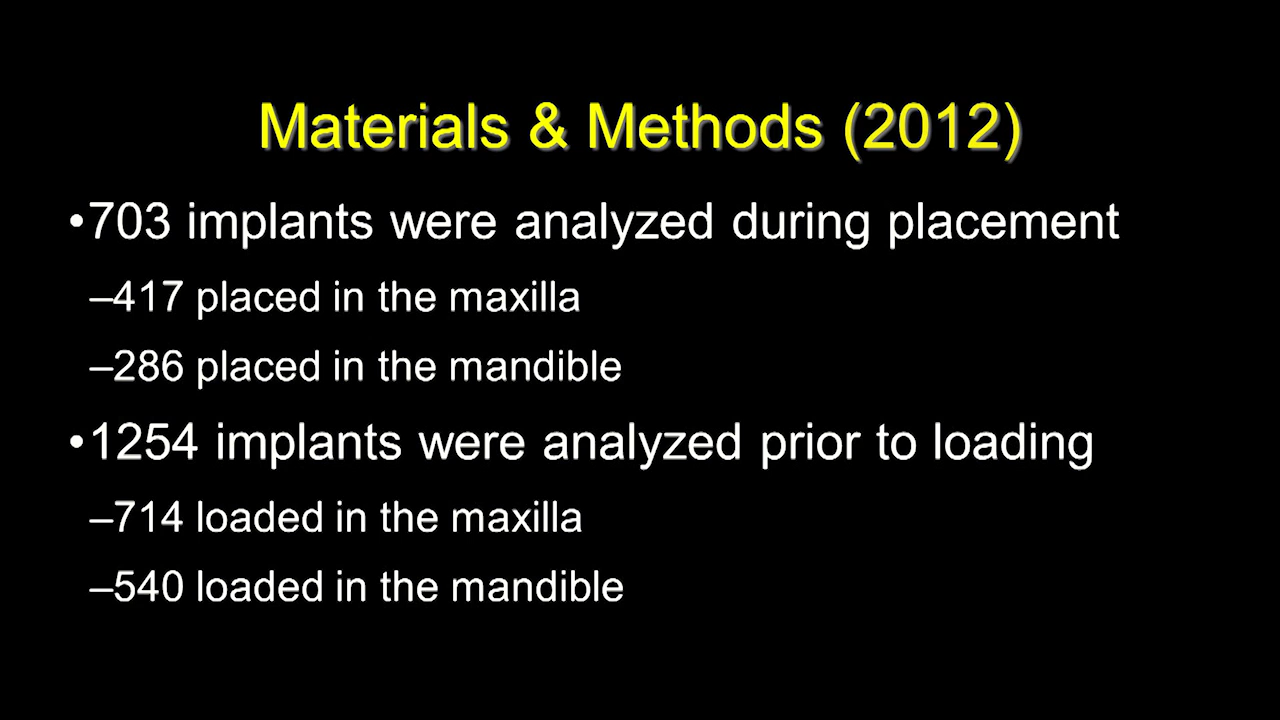 Materials & Methods (2012)
•703 implants were analyzed during placement
–417 placed in the maxilla
–286 placed in the mandible
•1254 implants were analyzed prior to loading
–714 loaded in the maxilla
–540 loaded in the mandible